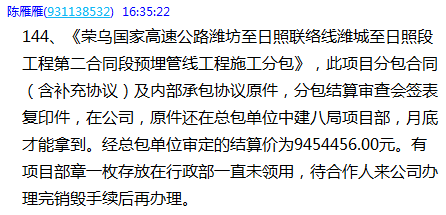 陈雁雁(931138532) 16:35:22
144、《荣乌国家高速公路潍坊至日照联络线潍城至日照段
工程第二合同段预埋管线工程施工分包》，此项目分包合同
（含补充协议）及内部承包协议原件，分包结算审查会签表
复印件，在公司，原件还在总包单位中建八局项目部，月底
才能拿到。经总包单位审定的结算价为9454456.00元。有
项目部章一枚存放在行政部一直未领用，待合作人来公司办
理完销毁手续后再办理。